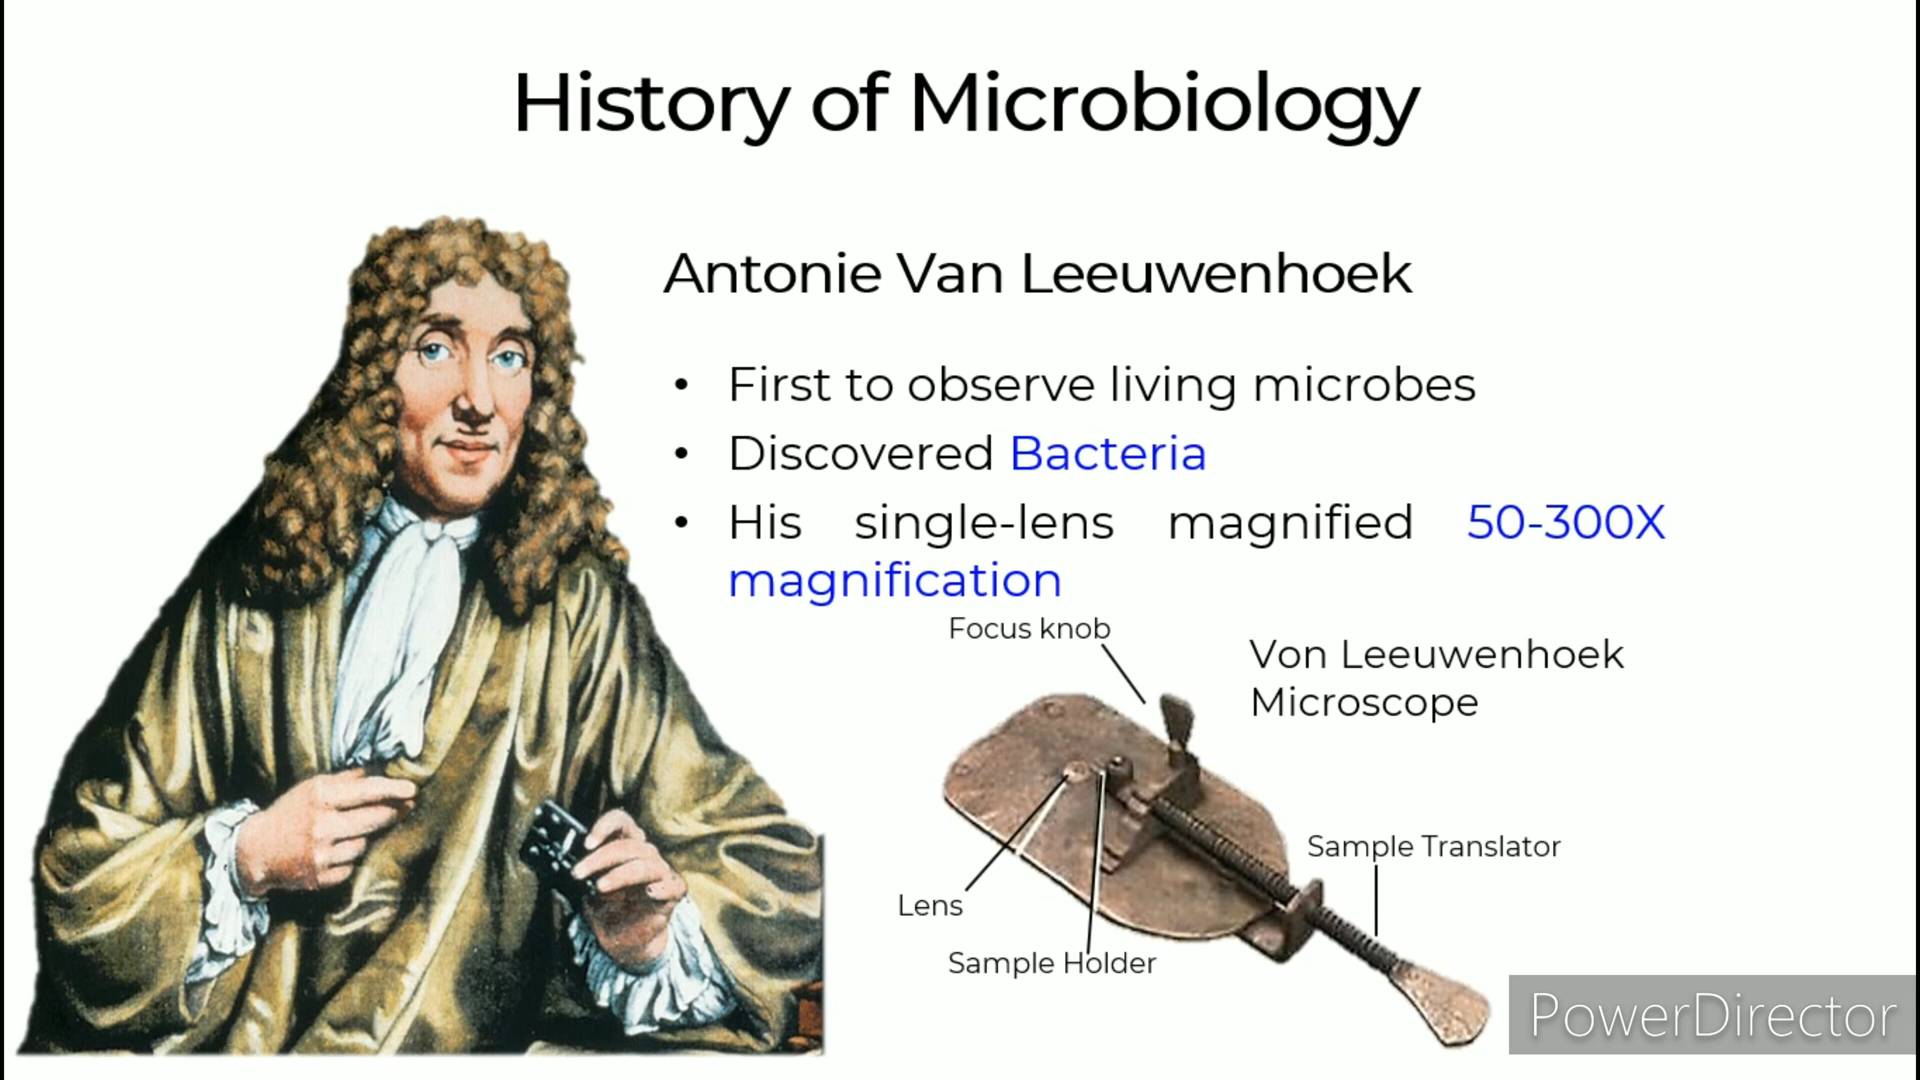 History of Microbiology
Antonie Van Leeuwenhoek
• First to observe living microbes
• Discovered Bacteria
• His single-lens magnified 50-300X
magnification
Focus knob
Von Leeuwenhoek
Microscope
Sample Translator
Lens
Sample Holder
PowerDirector